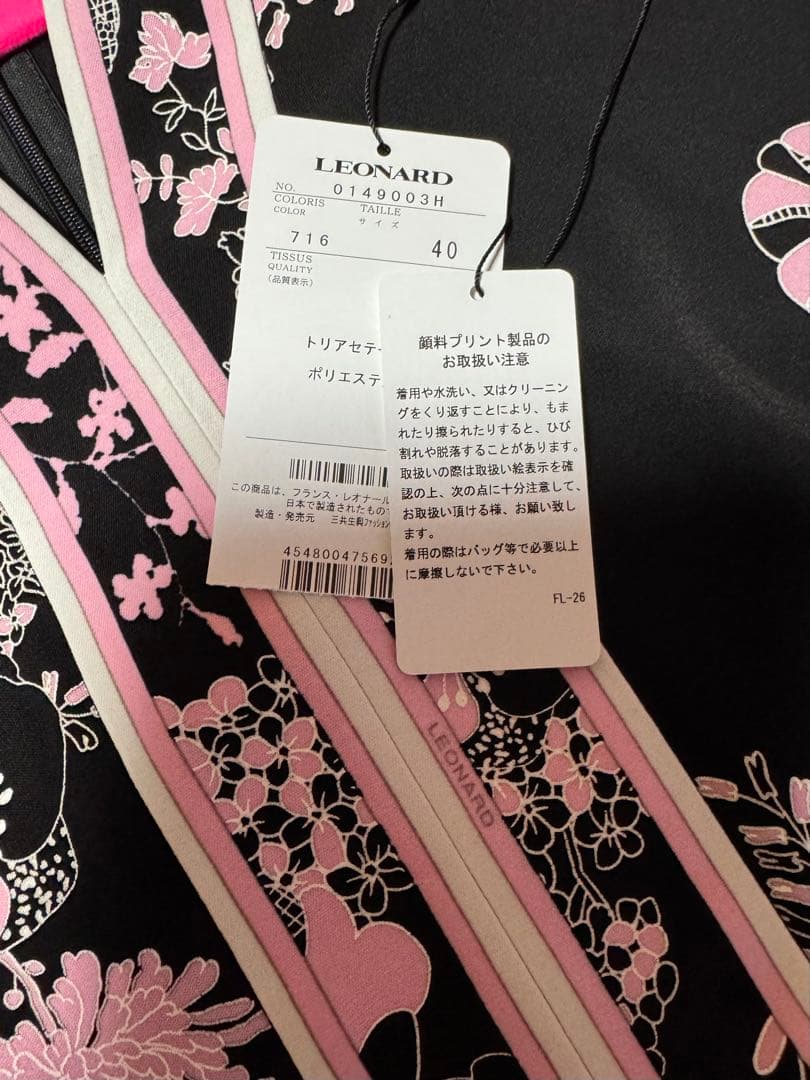 LEONARD
NO. 0149003H
COLORIS TAILLE
COLOR サイズ
716 40
TISSUS
QUALITY
(品質表示)
トリアセテー
ポリエステ
この商品は、フランス・レオナール
日本で製造されたもので
製造・発売元 三共生興ファッション
454800475692
顔料プリント製品の
お取扱い注意
着用や水洗い、又はクリーニン
グをくり返すことにより、もま
れたり擦られたりすると、ひび
割れや脱落することがあります。
取扱いの際は取扱い絵表示を確
認の上、次の点に十分注意して、
お取扱い頂ける様、お願い致し
ます。
着用の際はバッグ等で必要以上
に摩擦しないで下さい。
FL-26
LEONARD